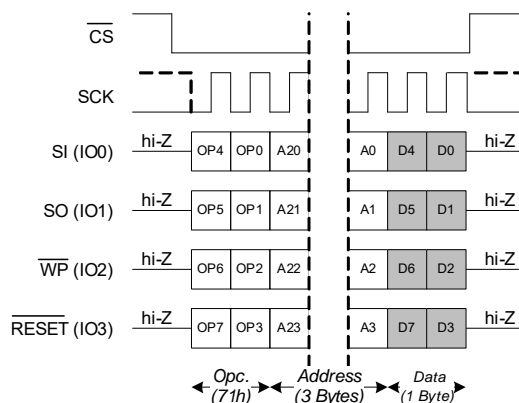 CS
SCK
SI (IO0) hi-Z OP4 OP0 A20 A0 D4 D0 hi-Z
SO (IO1) hi-Z OP5 OP1 A21 A1 D5 D1 hi-Z
WP (IO2) hi-Z OP6 OP2 A22 A2 D6 D2 hi-Z
RESET (IO3) hi-Z OP7 OP3 A23 A3 D7 D3 hi-Z
Opc. Address Data
(71h) (3 Bytes) (1 Byte)